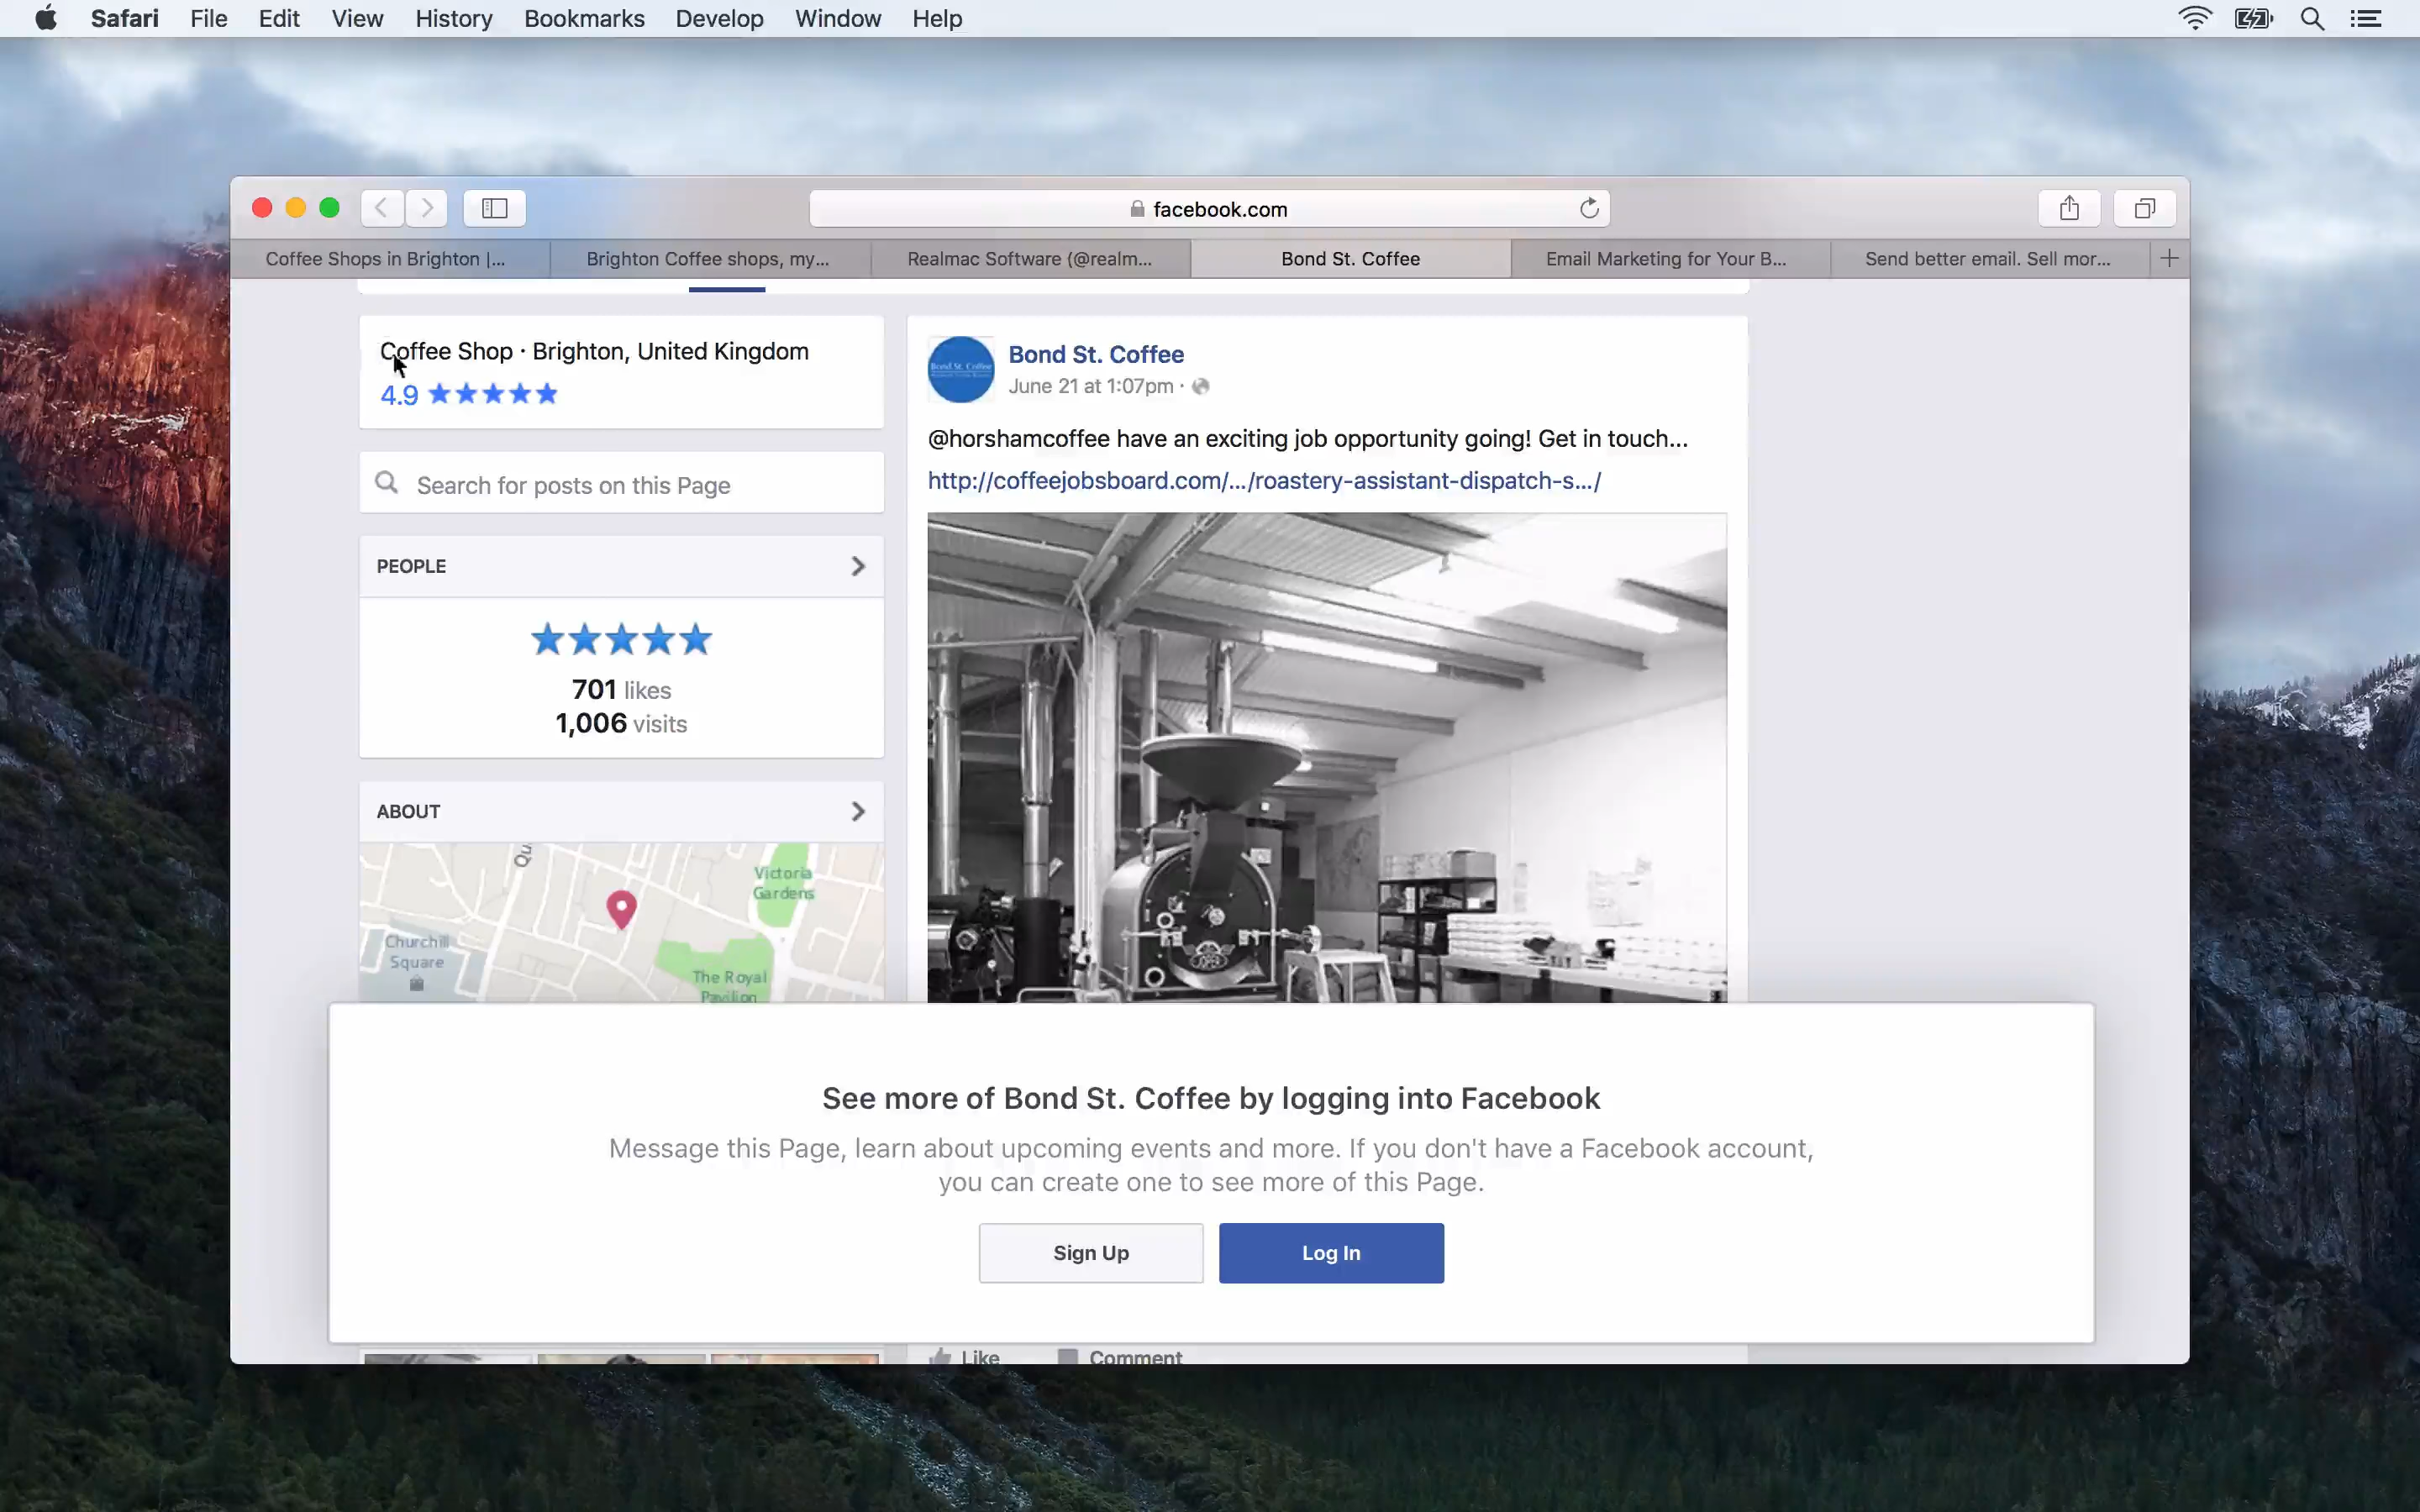 Safari File Edit View History Bookmarks Develop Window Help
facebook.com
Coffee Shops in Brighton |...
Brighton Coffee shops, my...
Realmac Software (@realm...
Bond St. Coffee
Email Marketing for Your B...
Send better email. Sell mor...
Coffee Shop · Brighton, United Kingdom
4.9
Search for posts on this Page
PEOPLE
701 likes
1,006 visits
ABOUT
Qu
Victoria
Gardens
Churchill
Square
The Royal
Pavilion
Bond St. Coffee
Bond St. Coffee
June 21 at 1:07pm ·
@horshamcoffee have an exciting job opportunity going! Get in touch...
http://coffeejobsboard.com/.../roastery-assistant-dispatch-s.../
See more of Bond St. Coffee by logging into Facebook
Message this Page, learn about upcoming events and more. If you don't have a Facebook account,
you can create one to see more of this Page.
Sign Up
Log In
Like
Comment